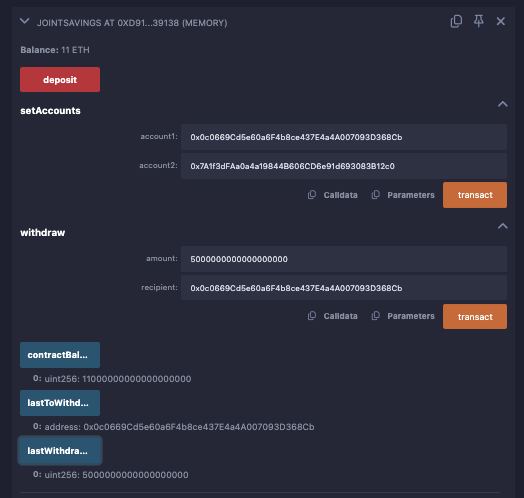 JOINTSAVINGS AT 0XD91...39138 (MEMORY)
Balance: 11 ETH
deposit
setAccounts
account1: 0x0c0669Cd5e60a6F4b8ce437E4a4A007093D368Cb
account2: 0x7A1f3dFAa0a4a19844B606CD6e91d693083B12c0
Calldata Parameters transact
withdraw
amount: 5000000000000000000
recipient: 0x0c0669Cd5e60a6F4b8ce437E4a4A007093D368Cb
Calldata Parameters transact
contractBal...
0: uint256: 11000000000000000000
lastToWithd...
0: address: 0x0c0669Cd5e60a6F4b8ce437E4a4A007093D368Cb
lastWithdra...
0: uint256: 5000000000000000000